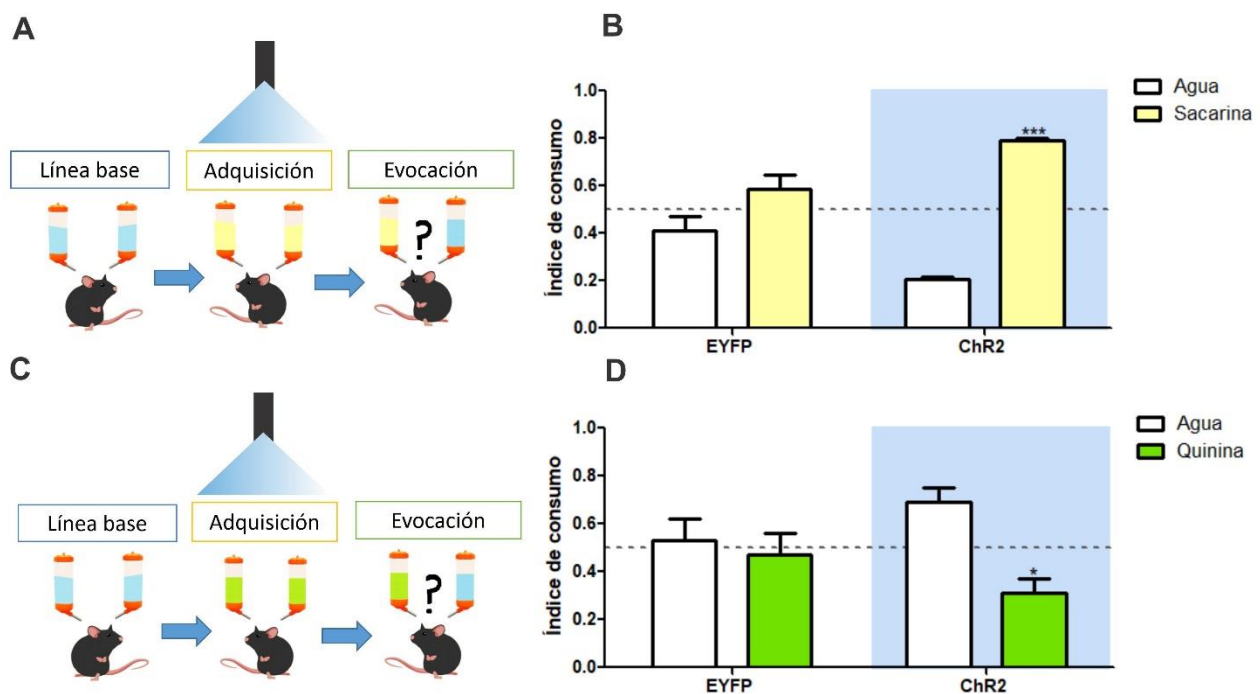 A
Línea base
Adquisición
Evocación
?
B
Índice de consumo
1.0
0.8
0.6
0.4
0.2
0.0
***
EYFP
ChR2
Agua
Sacarina
C
Línea base
Adquisición
Evocación
?
D
Índice de consumo
1.0
0.8
0.6
0.4
0.2
0.0
*
EYFP
ChR2
Agua
Quinina